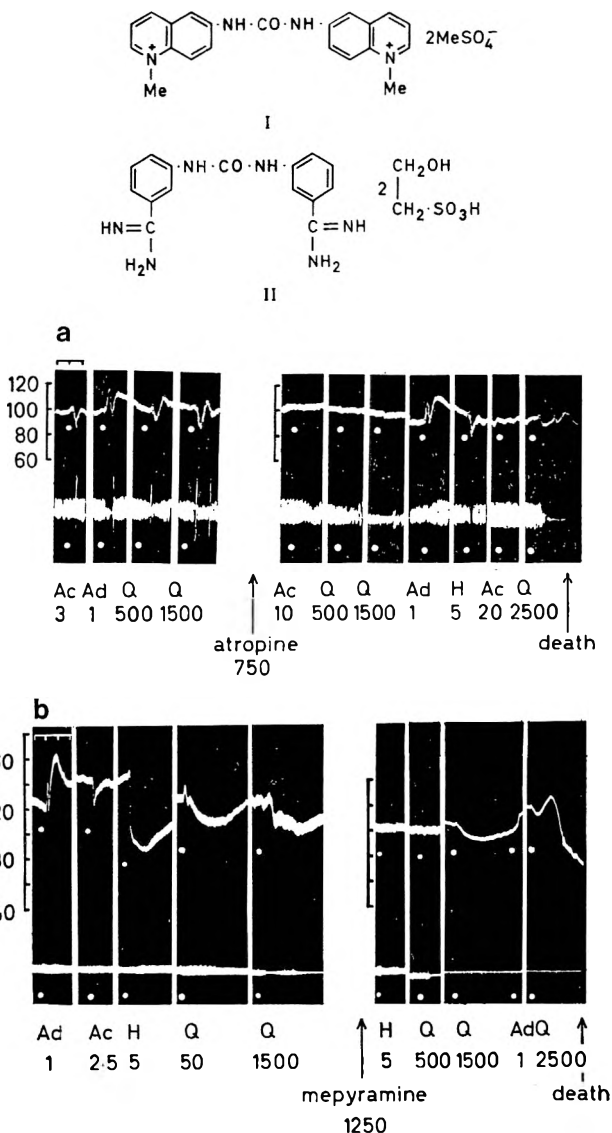 NH · CO · NH
N+
Me
N+
Me
2MeSO4−
I
NH · CO · NH
HN=C
H2N
C=NH
NH2
2
CH2OH
CH2·SO3H
II
a
120
100
80
60
Ac Ad Q Q
3 1 500 1500
atropine
750
Ac Q Q Ad H Ac Q
10 500 1500 1 5 20 2500
death
b
Ad Ac H Q Q
1 2·5 5 50 1500
mepyramine
1250
H Q Q Ad Q
5 500 1500 1 2500
death